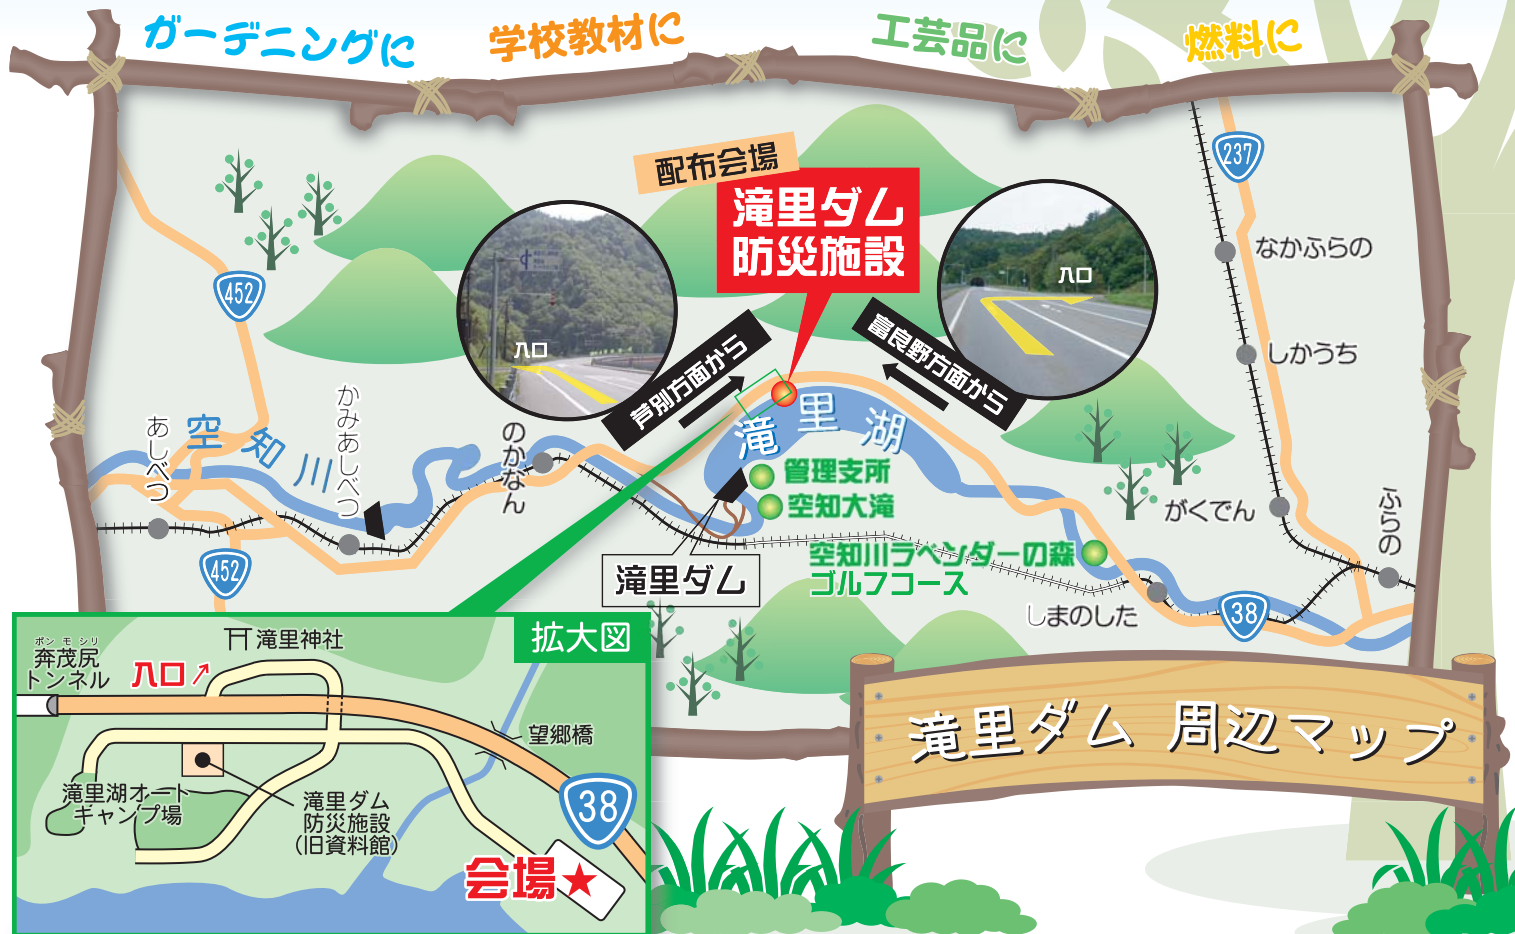 ガーデニングに
学校教材に
工芸品に
燃料に
配布会場
滝里ダム
防災施設
237
なかふらの
しかうち
452
入口
入口
芦別方面から
富良野方面から
かみあしべつ
あしべつ
空知川
のかなん
滝里湖
管理支所
空知大滝
がくでん
ふらの
空知川ラベンダーの森
ゴルフコース
452
滝里ダム
しまのした
38
拡大図
滝里神社
ポンモシリ
奔茂尻
トンネル
入口
望郷橋
滝里湖オート
キャンプ場
滝里ダム
防災施設
(旧資料館)
38
会場★
滝里ダム 周辺マップ